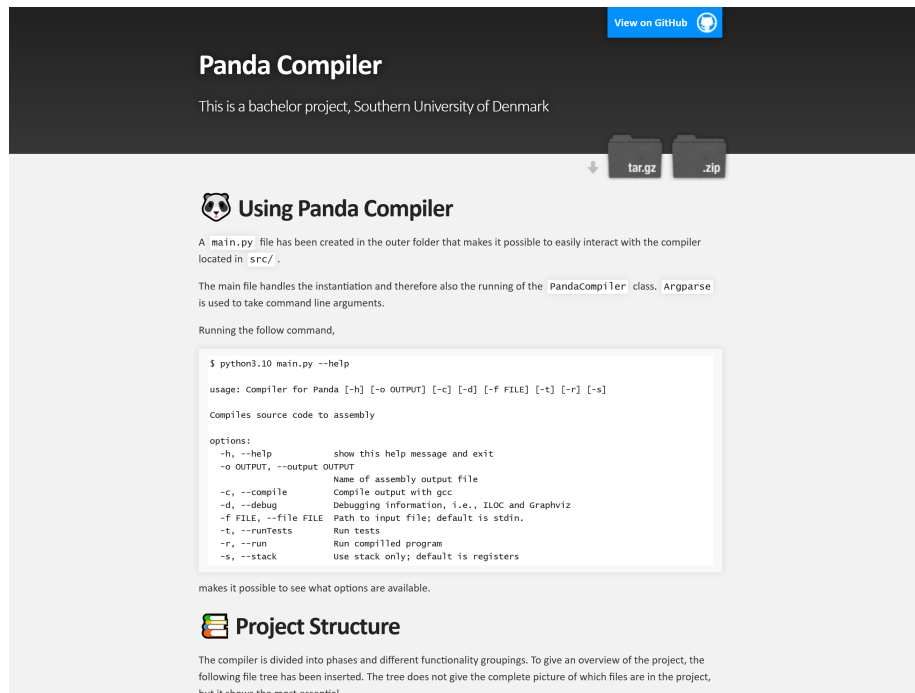 View on GitHub
Panda Compiler
This is a bachelor project, Southern University of Denmark
tar.gz
.zip
Using Panda Compiler
A main.py file has been created in the outer folder that makes it possible to easily interact with the compiler
located in src/ .
The main file handles the instantiation and therefore also the running of the PandaCompiler class. Argparse
is used to take command line arguments.
Running the follow command,
$ python3.10 main.py --help
usage: Compiler for Panda [-h] [-o OUTPUT] [-c] [-d] [-f FILE] [-t] [-r] [-s]
Compiles source code to assembly
options:
-h, --help show this help message and exit
-o OUTPUT, --output OUTPUT
Name of assembly output file
-c, --compile Compile output with gcc
-d, --debug Debugging information, i.e., ILOC and Graphviz
-f FILE, --file FILE Path to input file; default is stdin.
-t, --runTests Run tests
-r, --run Run compilled program
-s, --stack Use stack only; default is registers
makes it possible to see what options are available.
Project Structure
The compiler is divided into phases and different functionality groupings. To give an overview of the project, the
following file tree has been inserted. The tree does not give the complete picture of which files are in the project,
but it shows the most essential